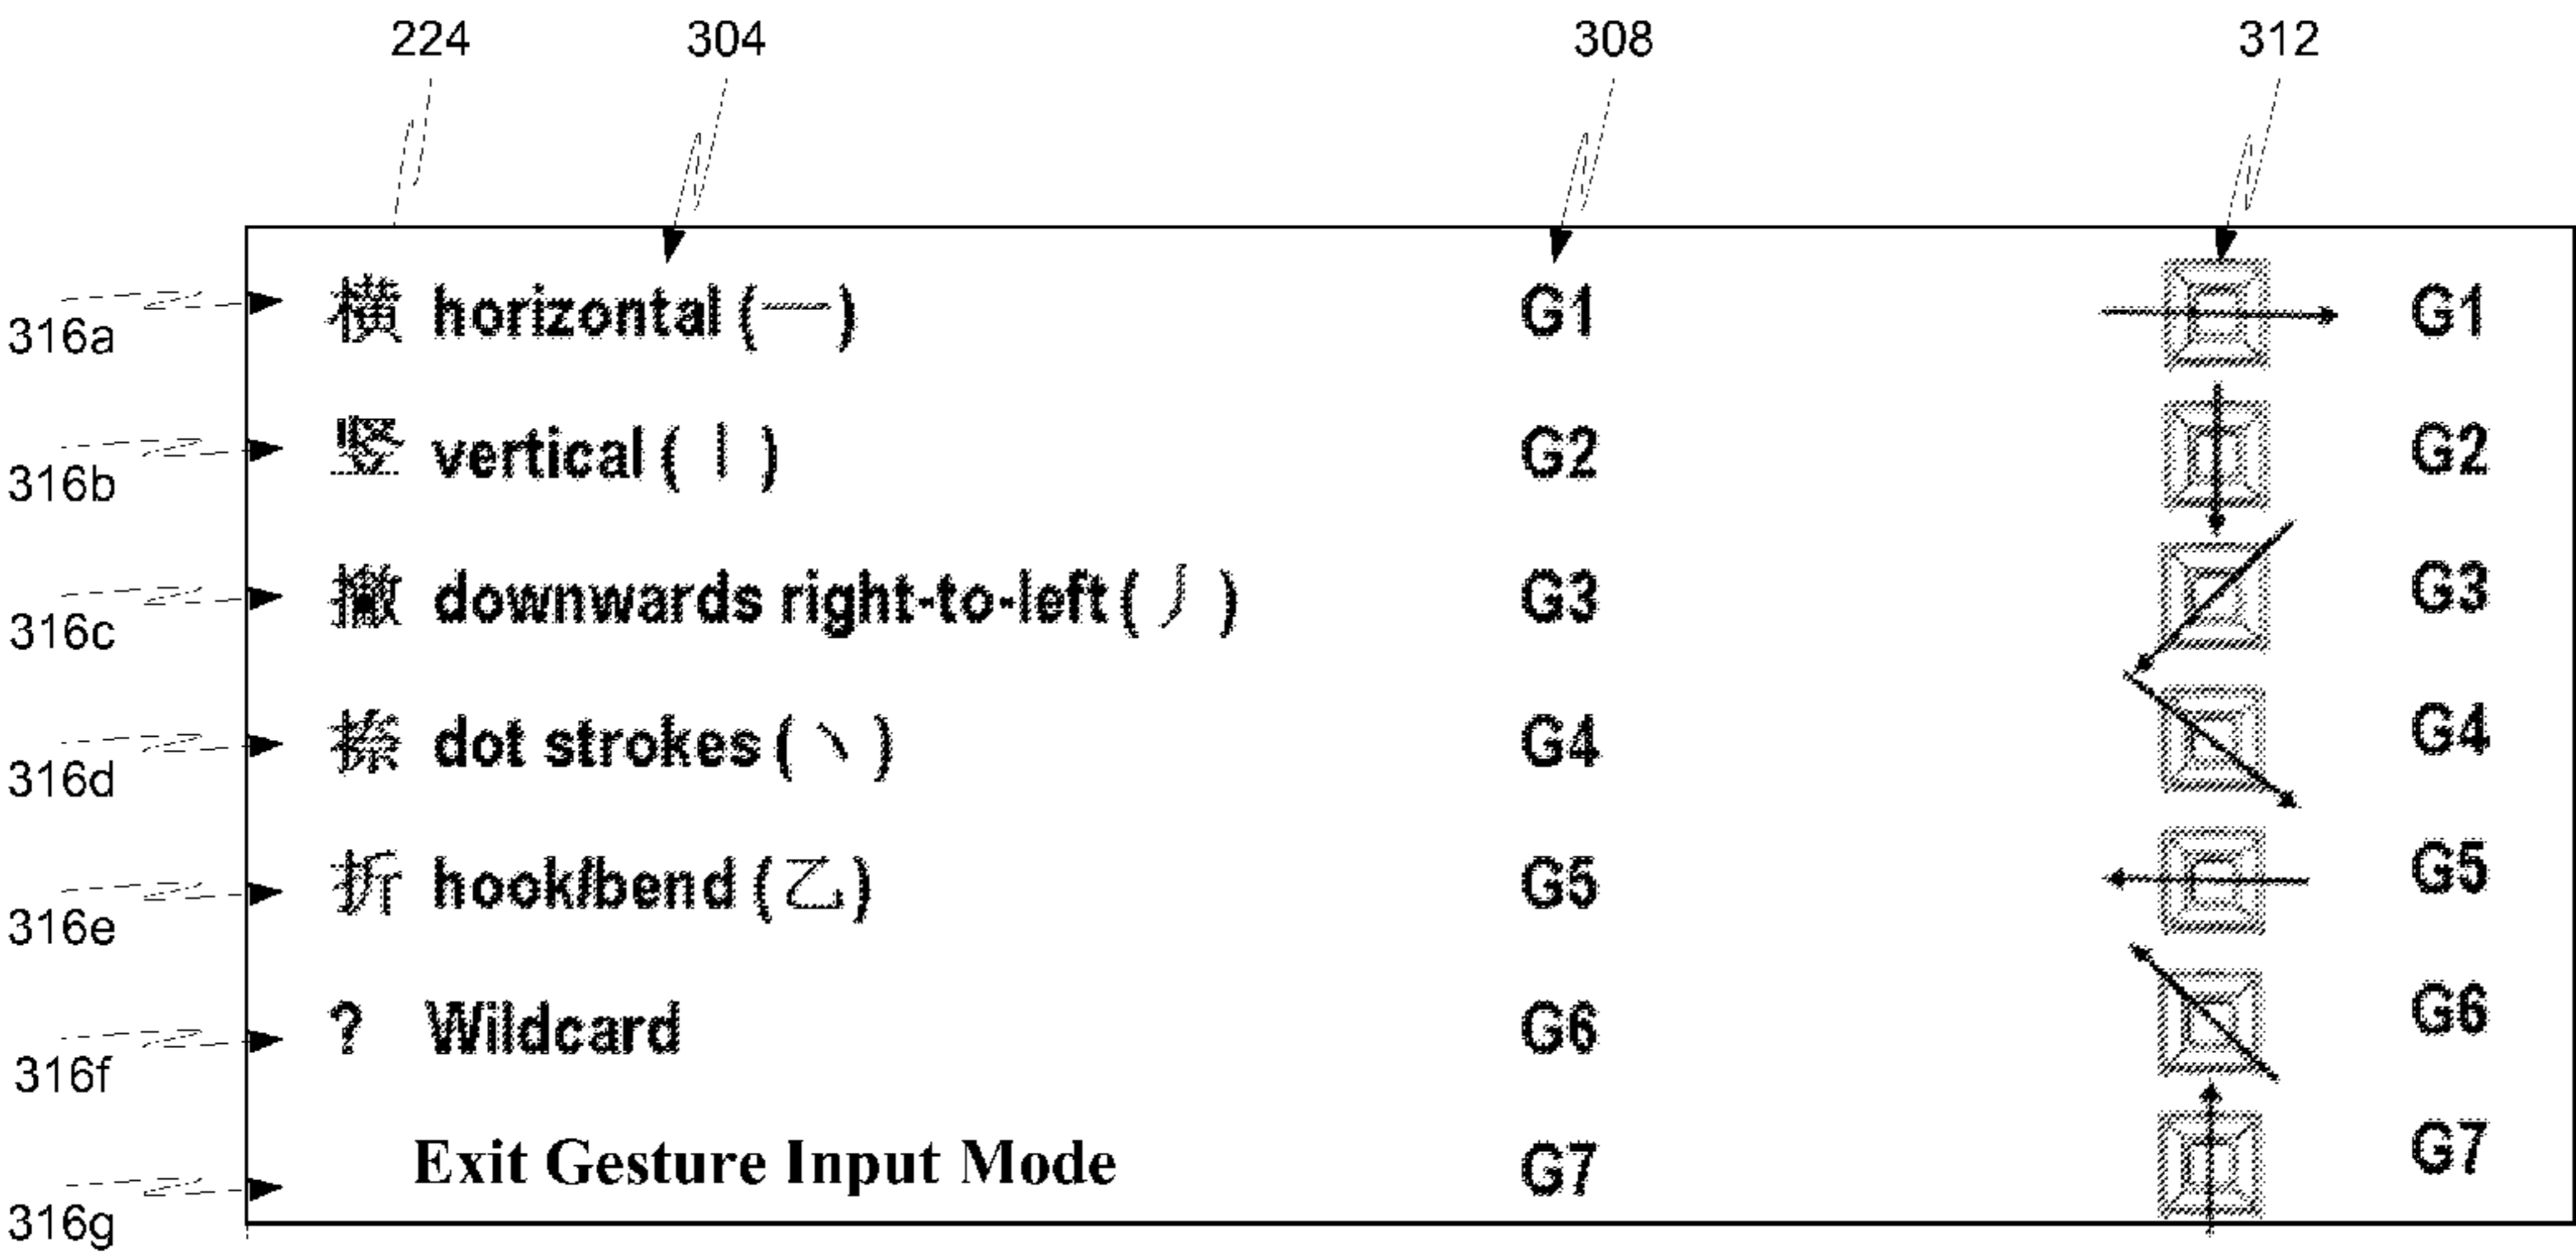 224 304 308 312
316a 横 horizontal (一) G1 G1
316b 竖 vertical (丨) G2 G2
316c 撇 downwards right-to-left (丿) G3 G3
316d 捺 dot strokes (丶) G4 G4
316e 折 hook/bend (乙) G5 G5
316f ? Wildcard G6 G6
316g Exit Gesture Input Mode G7 G7